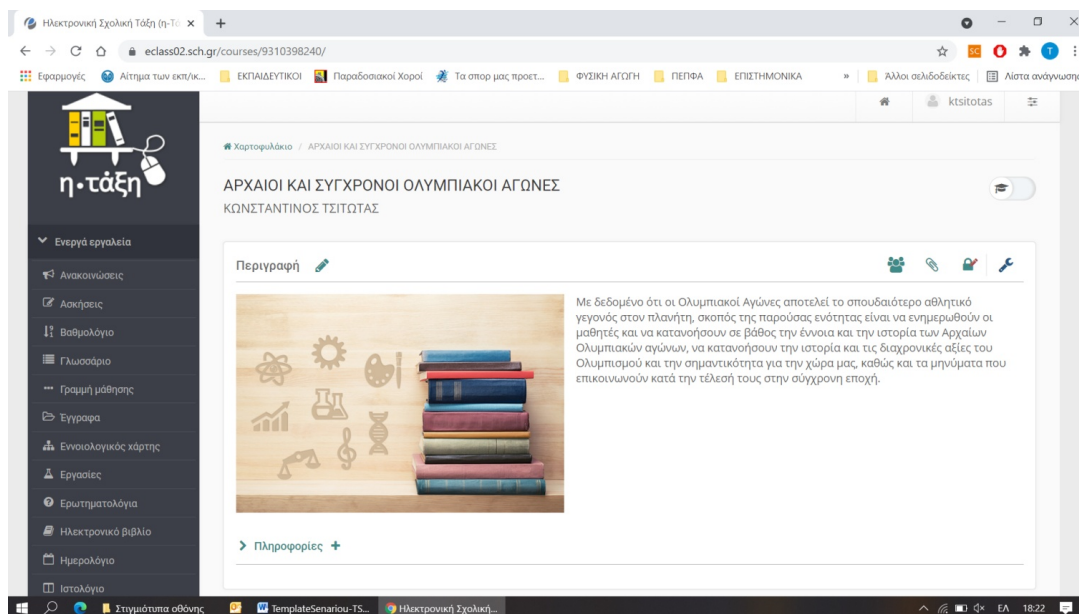 Ηλεκτρονική Σχολική Τάξη (η-Τά
eclass02.sch.gr/courses/9310398240/
Εφαρμογές Αίτημα των εκπ/ικ... ΕΚΠΑΙΔΕΥΤΙΚΟΙ Παραδοσιακοί Χοροί Τα σπορ μας προετ... ΦΥΣΙΚΗ ΑΓΩΓΗ ΠΕΠΦΑ ΕΠΙΣΤΗΜΟΝΙΚΑ » Άλλοι σελιδοδείκτες Λίστα ανάγνωσης
SC
T
ktsitotas
η·τάξη
Χαρτοφυλάκιο / ΑΡΧΑΙΟΙ ΚΑΙ ΣΥΓΧΡΟΝΟΙ ΟΛΥΜΠΙΑΚΟΙ ΑΓΩΝΕΣ
ΑΡΧΑΙΟΙ ΚΑΙ ΣΥΓΧΡΟΝΟΙ ΟΛΥΜΠΙΑΚΟΙ ΑΓΩΝΕΣ
ΚΩΝΣΤΑΝΤΙΝΟΣ ΤΣΙΤΩΤΑΣ
Ενεργά εργαλεία
Ανακοινώσεις
Ασκήσεις
Βαθμολόγιο
Γλωσσάριο
Γραμμή μάθησης
Έγγραφα
Εννοιολογικός χάρτης
Εργασίες
Ερωτηματολόγια
Ηλεκτρονικό βιβλίο
Ημερολόγιο
Ιστολόγιο
Περιγραφή
Με δεδομένο ότι οι Ολυμπιακοί Αγώνες αποτελεί το σπουδαιότερο αθλητικό
γεγονός στον πλανήτη, σκοπός της παρούσας ενότητας είναι να ενημερωθούν οι
μαθητές και να κατανοήσουν σε βάθος την έννοια και την ιστορία των Αρχαίων
Ολυμπιακών αγώνων, να κατανοήσουν την ιστορία και τις διαχρονικές αξίες του
Ολυμπισμού και την σημαντικότητα για την χώρα μας, καθώς και τα μηνύματα που
επικοινωνούν κατά την τέλεσή τους στην σύγχρονη εποχή.
Πληροφορίες +
Στιγμιότυπα οθόνης TemplateSenariou-TS... Ηλεκτρονική Σχολική... ΕΛ 18:22